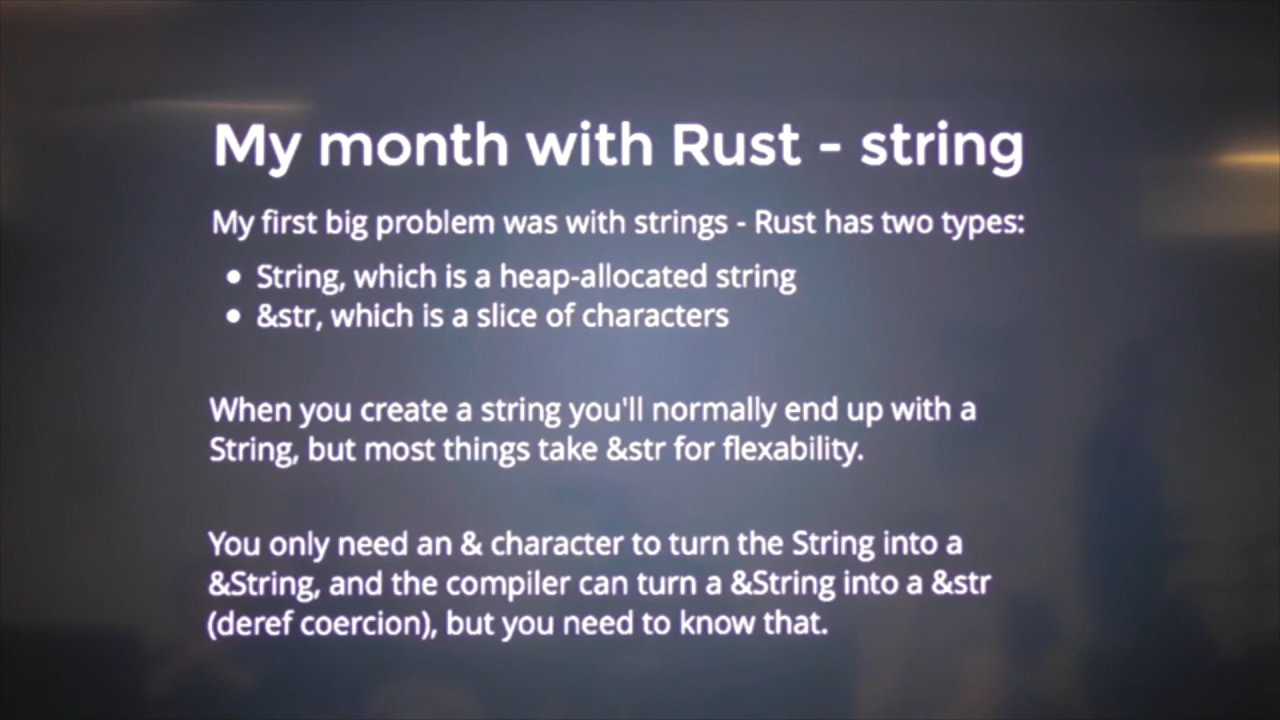 My month with Rust - string
My first big problem was with strings - Rust has two types:
• String, which is a heap-allocated string
• &str, which is a slice of characters
When you create a string you'll normally end up with a
String, but most things take &str for flexability.
You only need an & character to turn the String into a
&String, and the compiler can turn a &String into a &str
(deref coercion), but you need to know that.